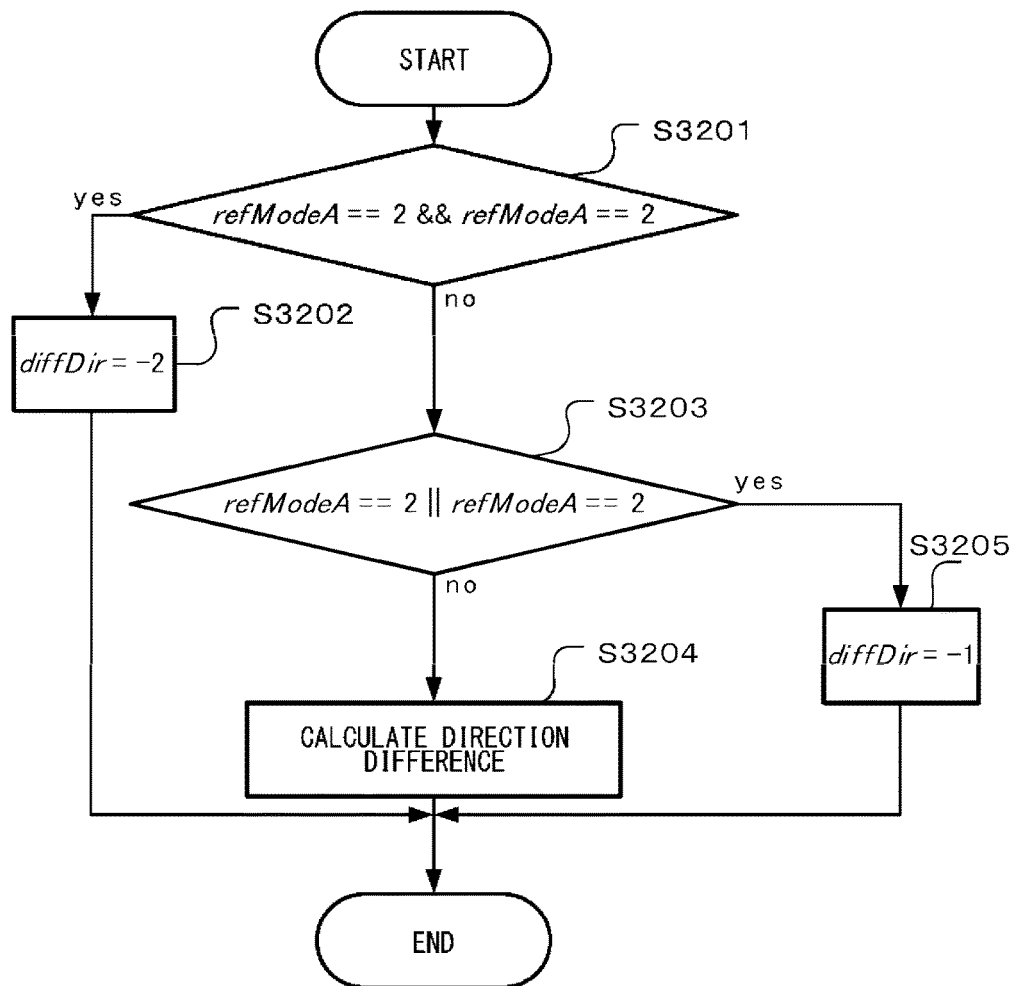 START
S3201
yes
refModeA == 2 && refModeA == 2
no
S3202
diffDir = -2
S3203
yes
refModeA == 2 || refModeA == 2
no
S3205
diffDir = -1
S3204
CALCULATE DIRECTION
DIFFERENCE
END